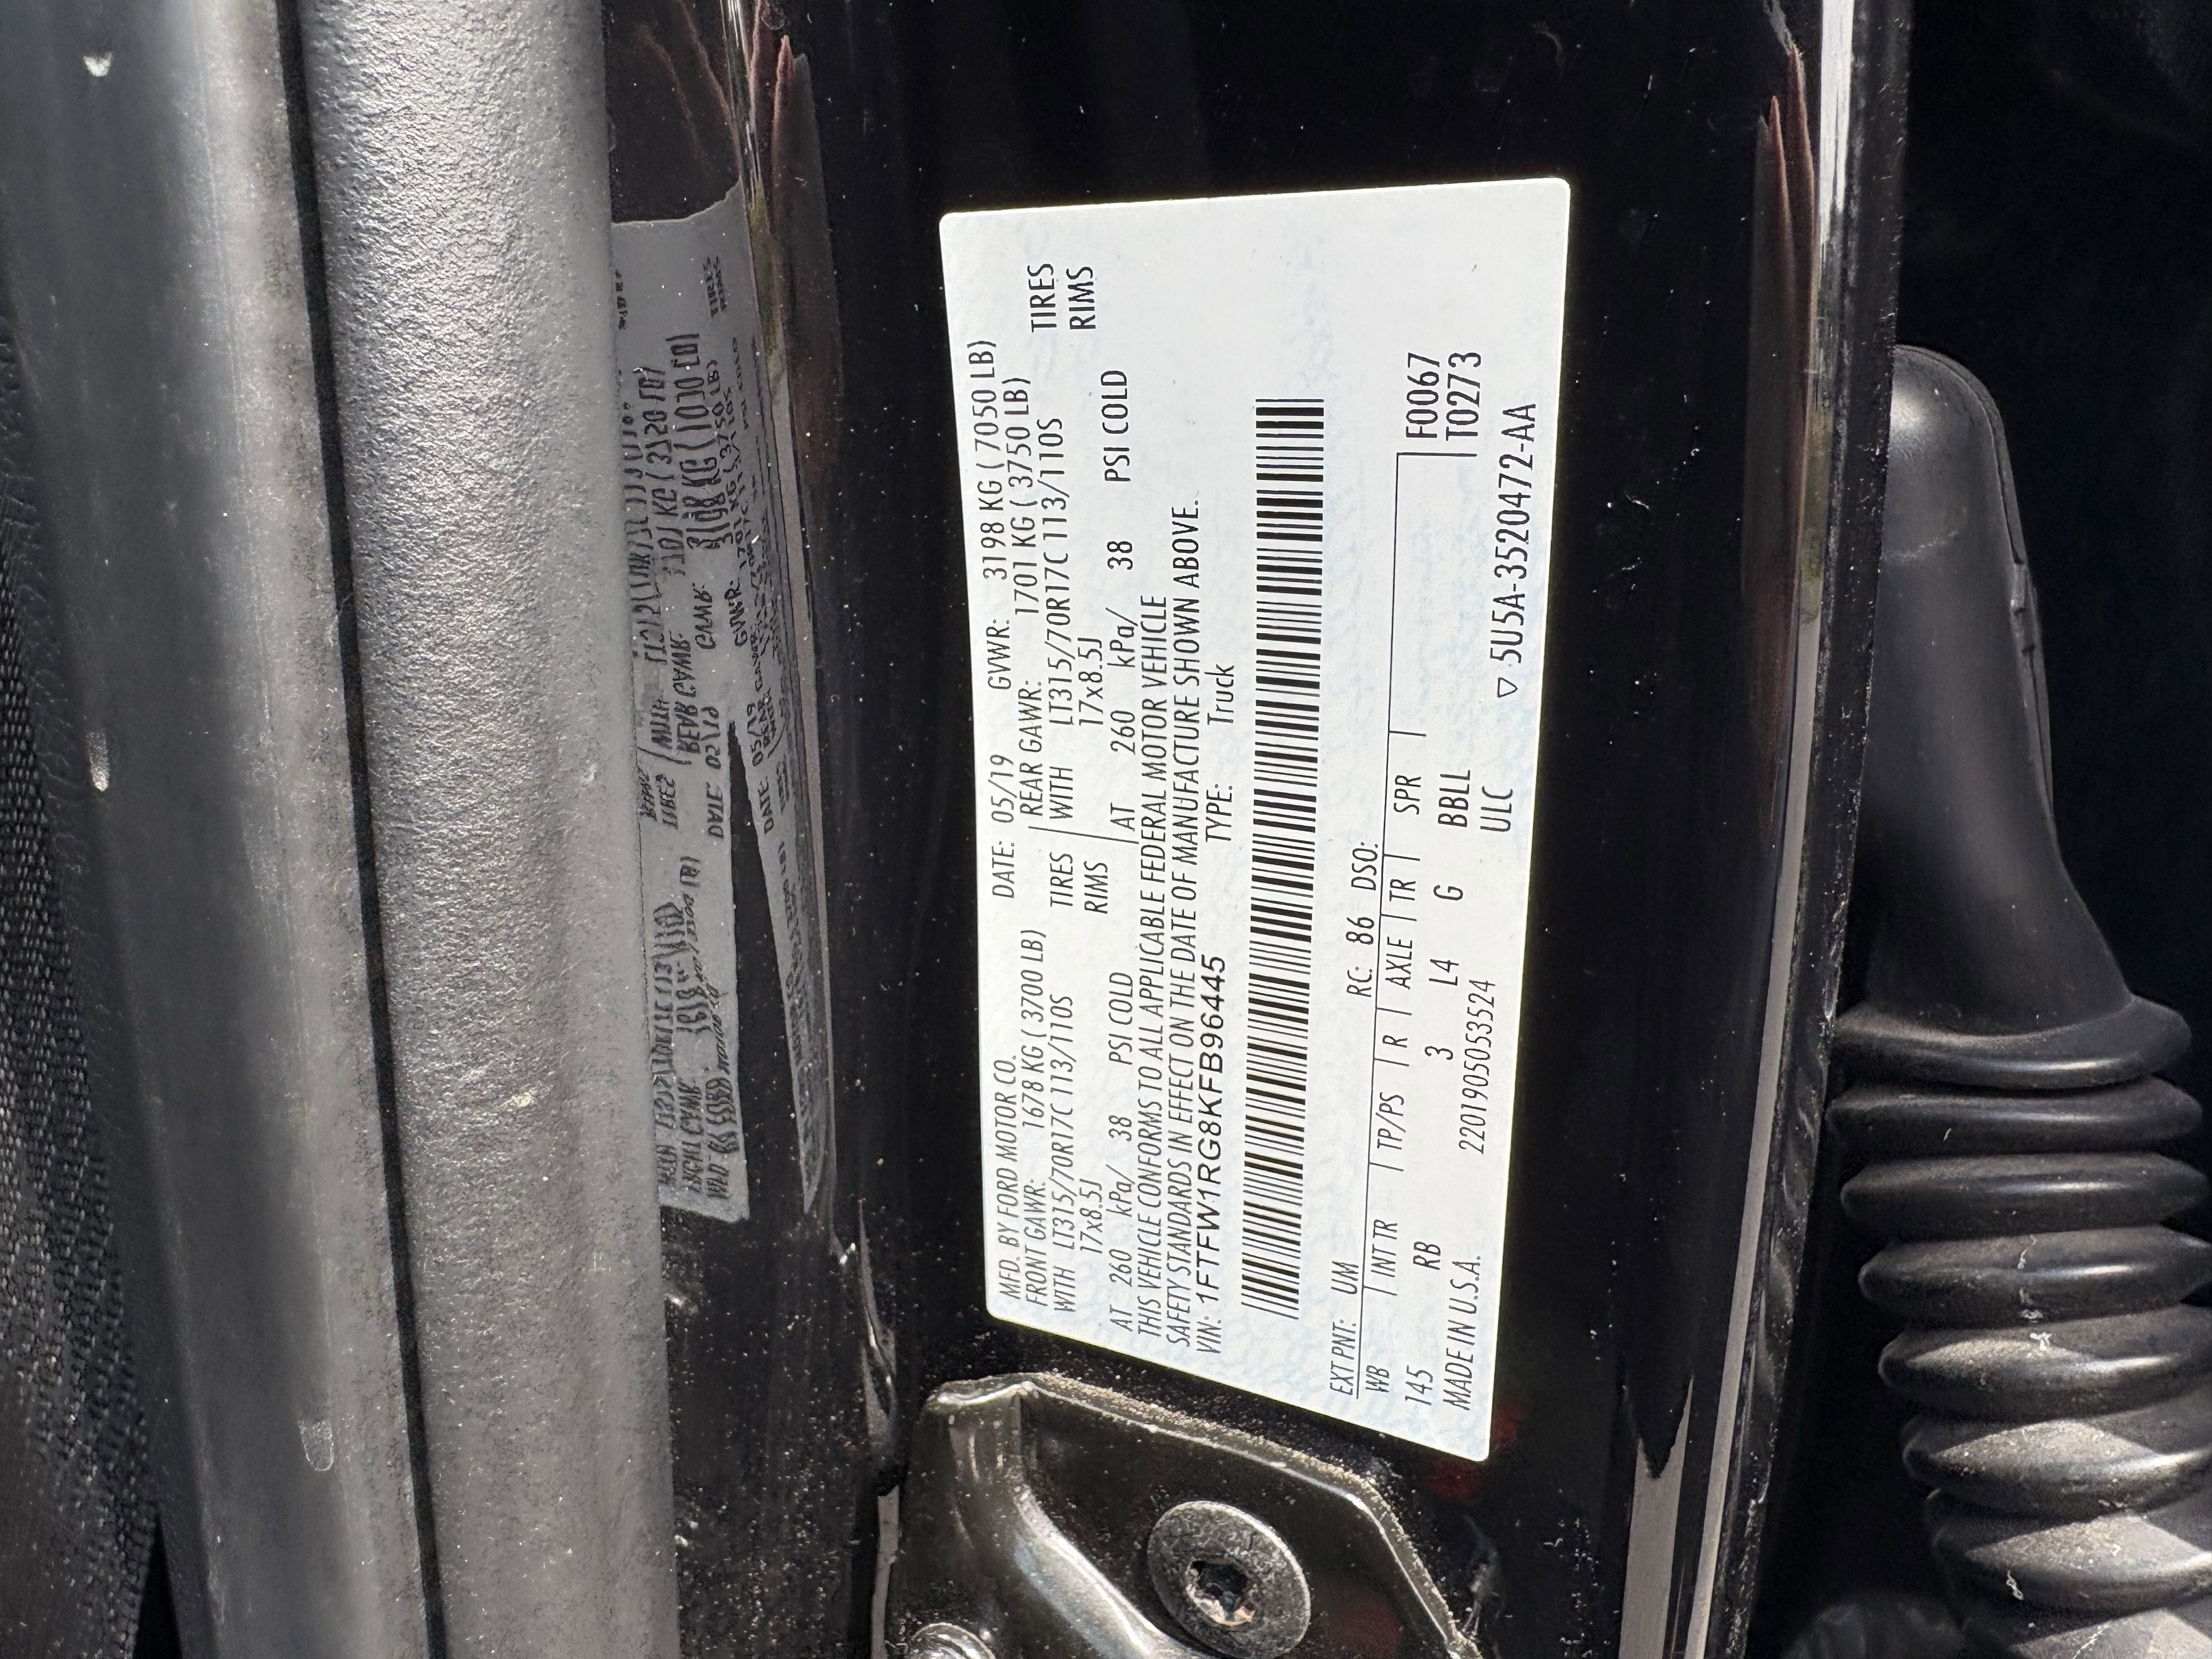 MFD. BY FORD MOTOR CO. DATE: 05/19 GVWR: 3198 KG ( 7050 LB)
FRONT GAWR: 1678 KG ( 3700 LB) REAR GAWR: 1701 KG ( 3750 LB)
WITH LT315/70R17C 113/110S TIRES WITH LT315/70R17C 113/110S TIRES
17x8.5J RIMS 17x8.5J RIMS
AT 260 kPa/ 38 PSI COLD AT 260 kPa/ 38 PSI COLD
THIS VEHICLE CONFORMS TO ALL APPLICABLE FEDERAL MOTOR VEHICLE
SAFETY STANDARDS IN EFFECT ON THE DATE OF MANUFACTURE SHOWN ABOVE.
VIN: 1FTFW1RG8KFB96445 TYPE: Truck
EXT PNT: UM RC: 86 DSO:
WB INT TR TP/PS R AXLE TR SPR
145 RB 3 L4 G BBLL F0067
MADE IN U.S.A. 2201905053524 ULC T0273
▽ 5U5A-3520472-AA